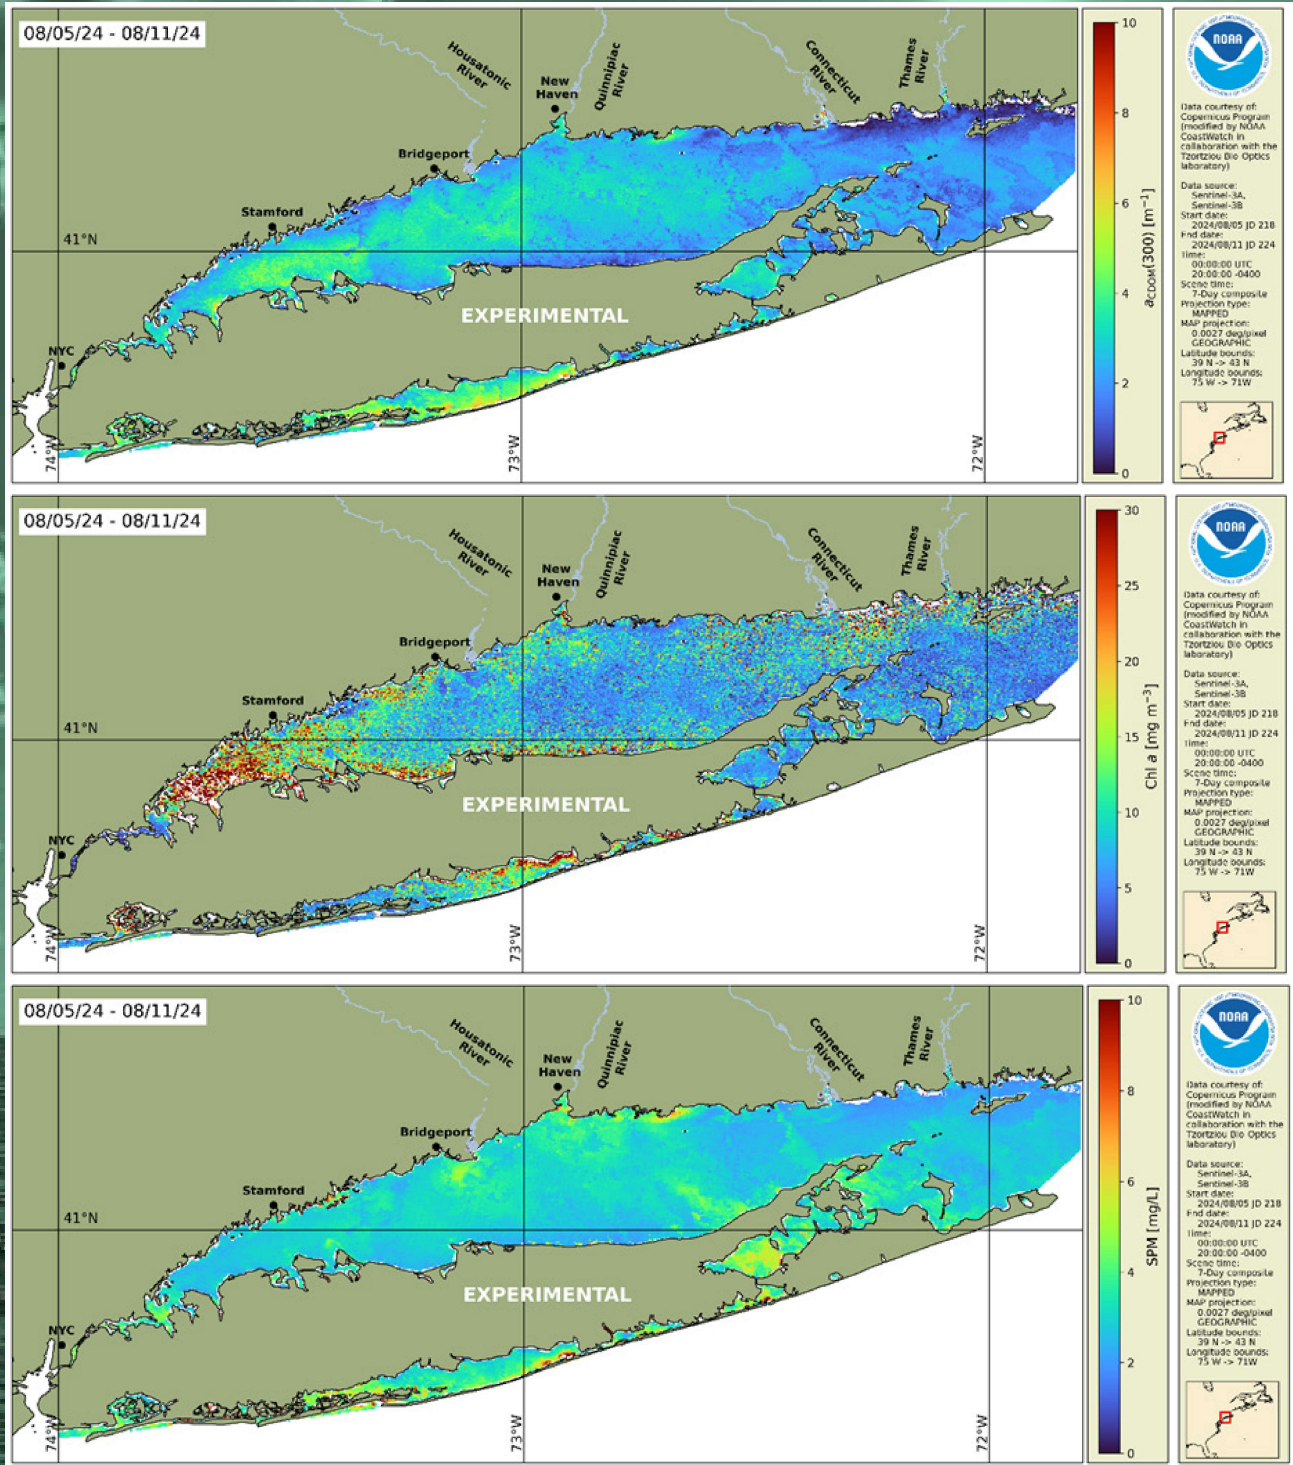 08/05/24 - 08/11/24
Housatonic
River
New
Haven
Quinnipiac
River
Connecticut
River
Thames
River
Bridgeport
Stamford
41°N
EXPERIMENTAL
NYC
74°W
73°W
72°W
10
8
6
4
2
0
aCDOM(300) [m⁻¹]
NOAA
Data courtesy of:
Copernicus Program
(modified by NOAA
CoastWatch in
collaboration with the
Tzortziou Bio Optics
laboratory)
Data source:
Sentinel-3A,
Sentinel-3B
Start date:
2024/08/05 JD 218
End date:
2024/08/11 JD 224
Time:
00:00:00 UTC
20:00:00 -0400
Scene time:
7-Day composite
Projection type:
MAPPED
MAP projection:
0.0027 deg/pixel
GEOGRAPHIC
Latitude bounds:
39 N -> 43 N
Longitude bounds:
75 W -> 71W
08/05/24 - 08/11/24
Housatonic
River
New
Haven
Quinnipiac
River
Connecticut
River
Thames
River
Bridgeport
Stamford
41°N
EXPERIMENTAL
NYC
74°W
73°W
72°W
30
25
20
15
10
5
0
Chl a [mg m⁻³]
NOAA
Data courtesy of:
Copernicus Program
(modified by NOAA
CoastWatch in
collaboration with the
Tzortziou Bio Optics
laboratory)
Data source:
Sentinel-3A,
Sentinel-3B
Start date:
2024/08/05 JD 218
End date:
2024/08/11 JD 224
Time:
00:00:00 UTC
20:00:00 -0400
Scene time:
7-Day composite
Projection type:
MAPPED
MAP projection:
0.0027 deg/pixel
GEOGRAPHIC
Latitude bounds:
39 N -> 43 N
Longitude bounds:
75 W -> 71W
08/05/24 - 08/11/24
Housatonic
River
New
Haven
Quinnipiac
River
Connecticut
River
Thames
River
Bridgeport
Stamford
41°N
EXPERIMENTAL
NYC
74°W
73°W
72°W
10
8
6
4
2
0
SPM [mg/L]
NOAA
Data courtesy of:
Copernicus Program
(modified by NOAA
CoastWatch in
collaboration with the
Tzortziou Bio Optics
laboratory)
Data source:
Sentinel-3A,
Sentinel-3B
Start date:
2024/08/05 JD 218
End date:
2024/08/11 JD 224
Time:
00:00:00 UTC
20:00:00 -0400
Scene time:
7-Day composite
Projection type:
MAPPED
MAP projection:
0.0027 deg/pixel
GEOGRAPHIC
Latitude bounds:
39 N -> 43 N
Longitude bounds:
75 W -> 71W